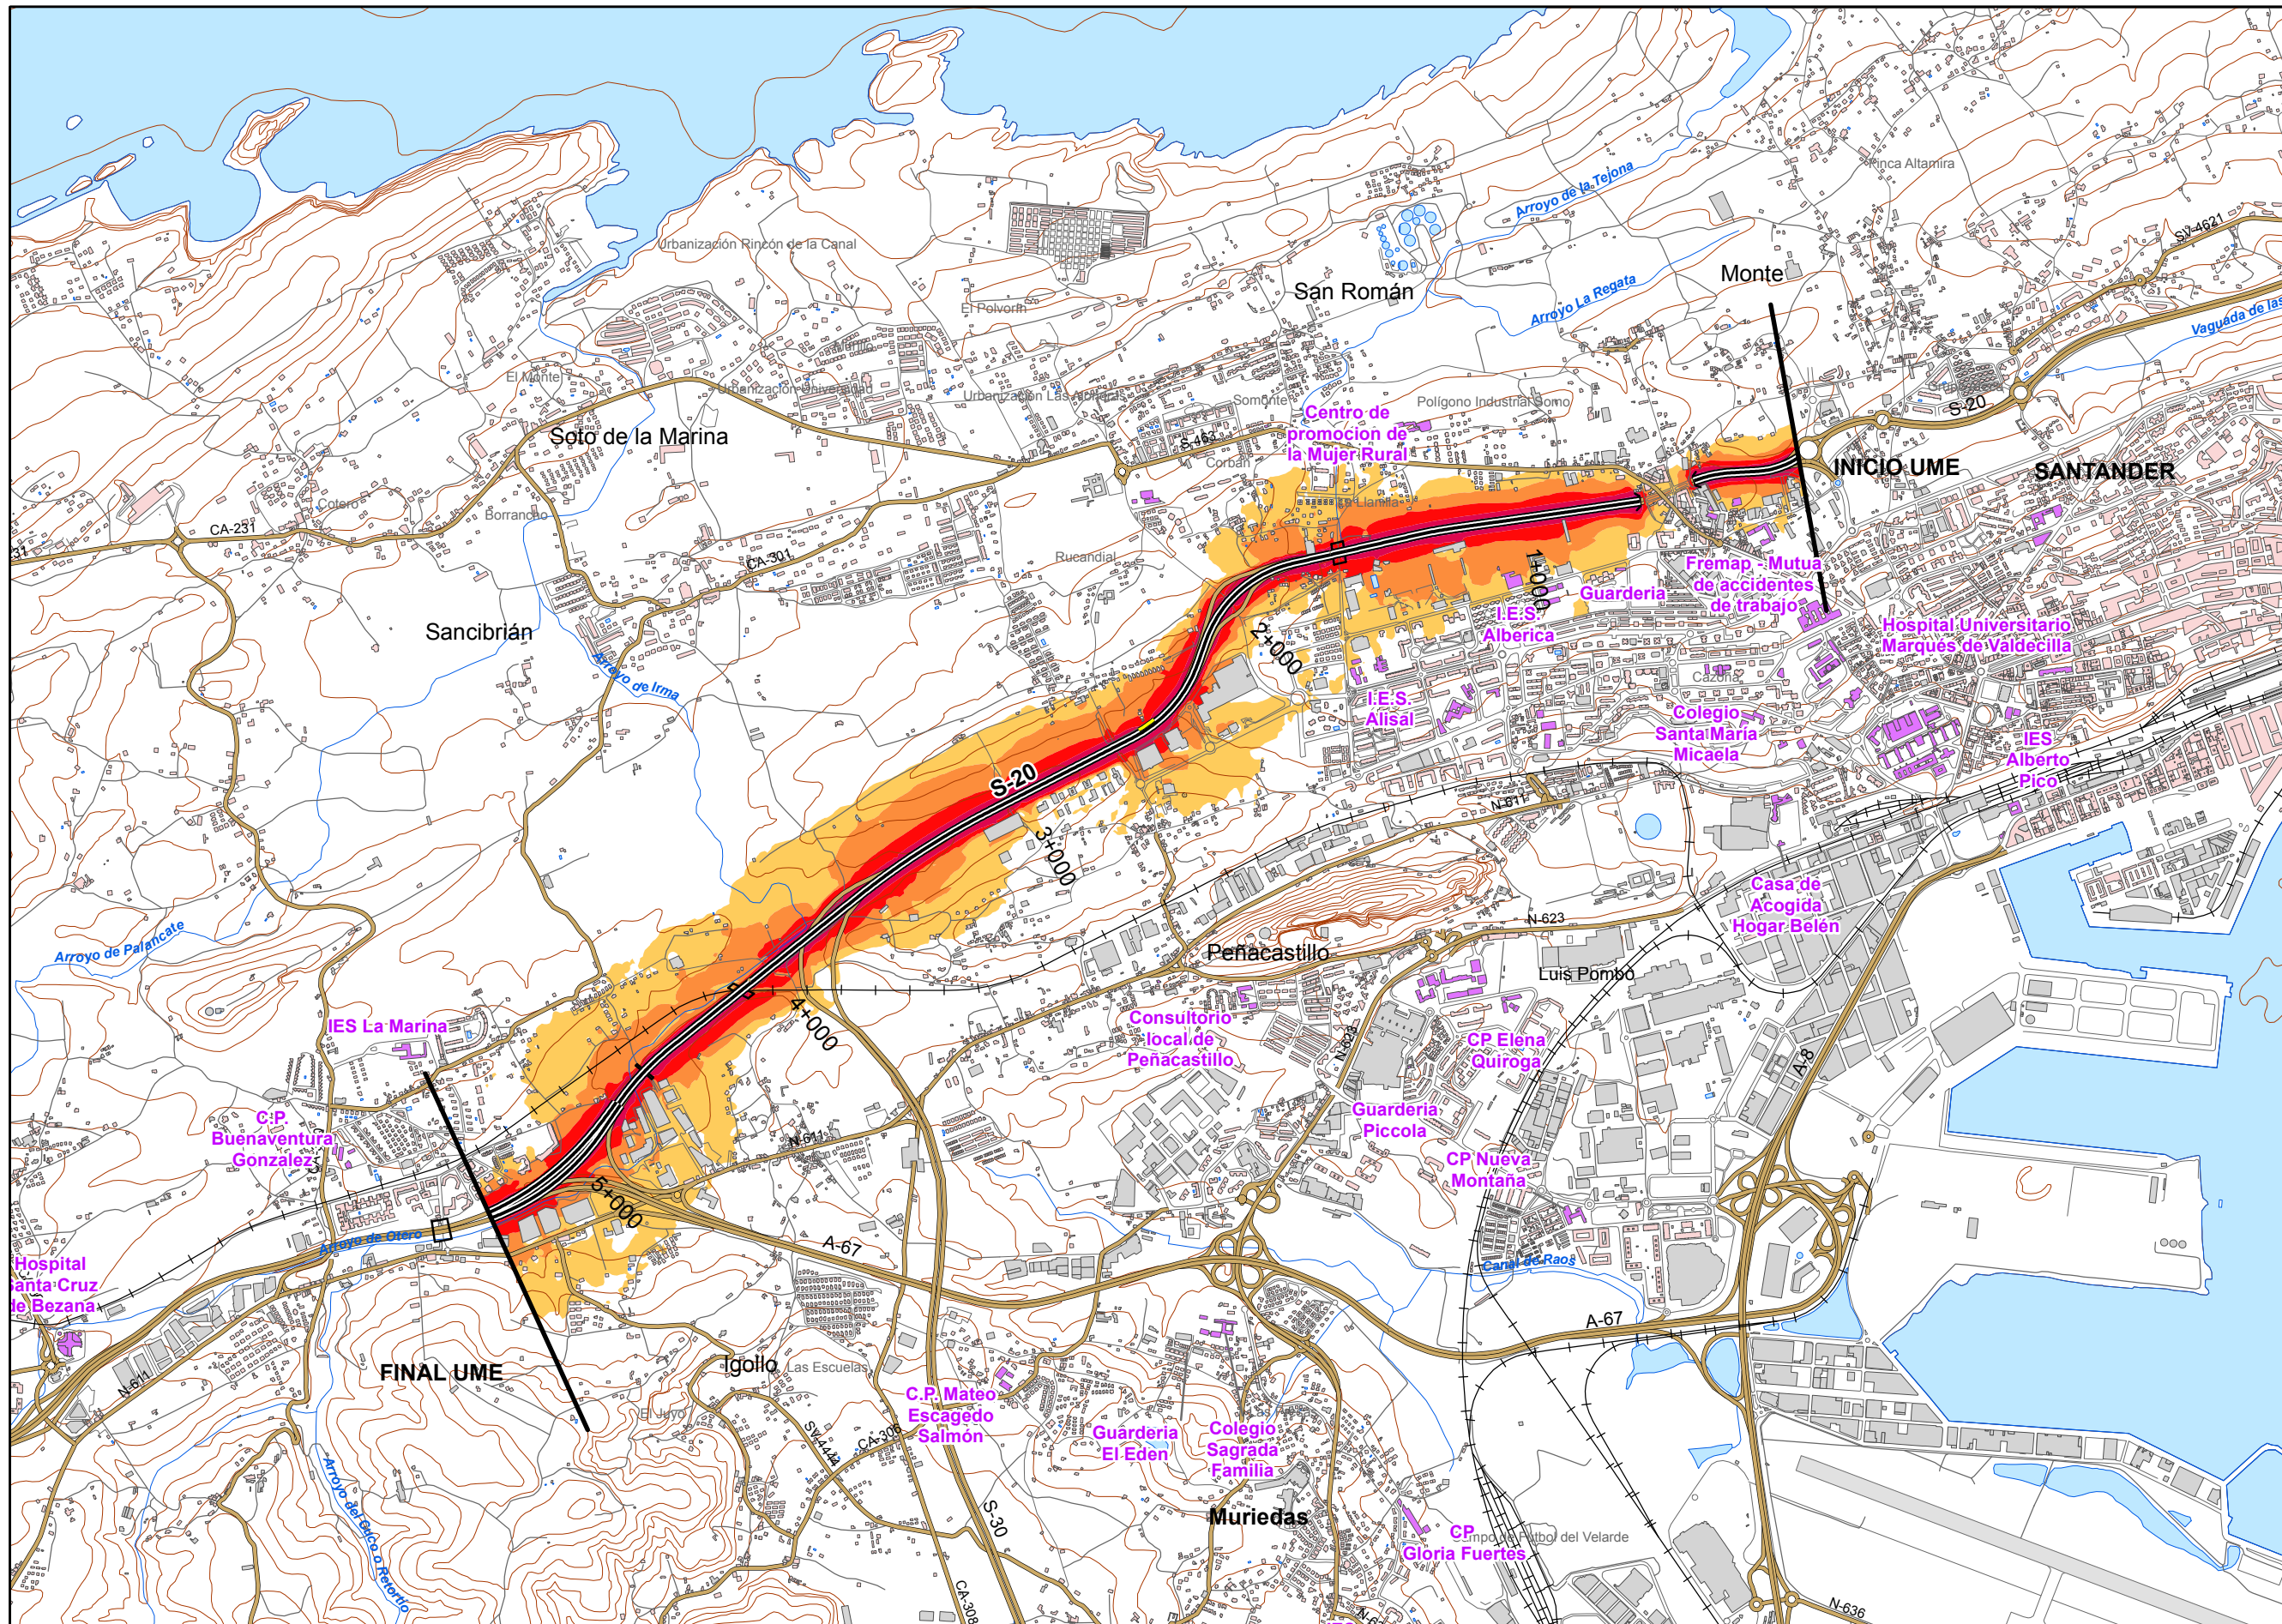 Finca Altamira
Arroyo de la Tejona
SV-4621
Urbanización Rincón de la Canal
San Román
Monte
Arroyo La Regata
El Polvorín
Vaguada de las
El Monte
Urbanización Universidad
Urbanización Las
Somonte
Polígono Industrial Somo
S-20
Centro de
promocion de
la Mujer Rural
Soto de la Marina
S-463
Corbán
INICIO UME
SANTANDER
Cotero
Borrancho
La Llanilla
CA-231
31
CA-301
Rucandial
1+000
Fremap - Mutua
de accidentes
de trabajo
Guarderia
I.E.S.
Alberica
Sancibrián
2+000
Hospital Universitario
Marqués de Valdecilla
Arroyo de Irma
Cazoña
I.E.S.
Alisal
Colegio
Santa María
Micaela
IES
Alberto
Pico
S-20
N-611
3+000
Casa de
Acogida
Hogar Belén
N-623
Arroyo de Palancate
Peñacastillo
Luis Pombo
4+000
IES La Marina
Consultorio
local de
Peñacastillo
N-623
CP Elena
Quiroga
A-8
C.P.
Buenaventura
Gonzalez
Guarderia
Piccola
N-611
CP Nueva
Montaña
5+000
Arroyo de Otero
A-67
Canal de Raos
Hospital
Santa Cruz
de Bezana
A-67
FINAL UME
Igollo
Las Escuelas
N-611
C.P. Mateo
Escagedo
Salmón
El Juyo
Guarderia
El Eden
Colegio
Sagrada
Familia
SV-4444
CA-308
Arroyo del Cuco o Retortio
S-30
Muriedas
CP
Gloria Fuertes
Campo de Fútbol del Velarde
CA-308
N-636